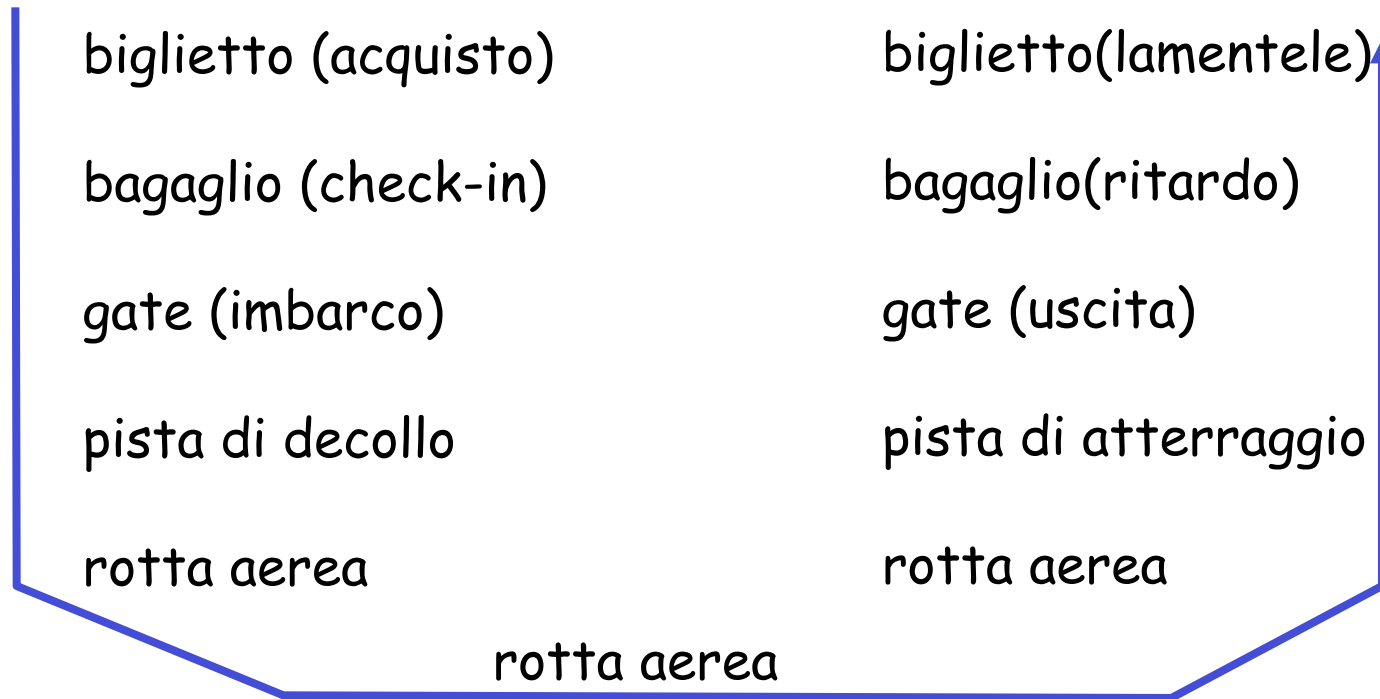 biglietto (acquisto)
bagaglio (check-in)
gate (imbarco)
pista di decollo
rotta aerea
biglietto(lamentele)
bagaglio(ritardo)
gate (uscita)
pista di atterraggio
rotta aerea
rotta aerea